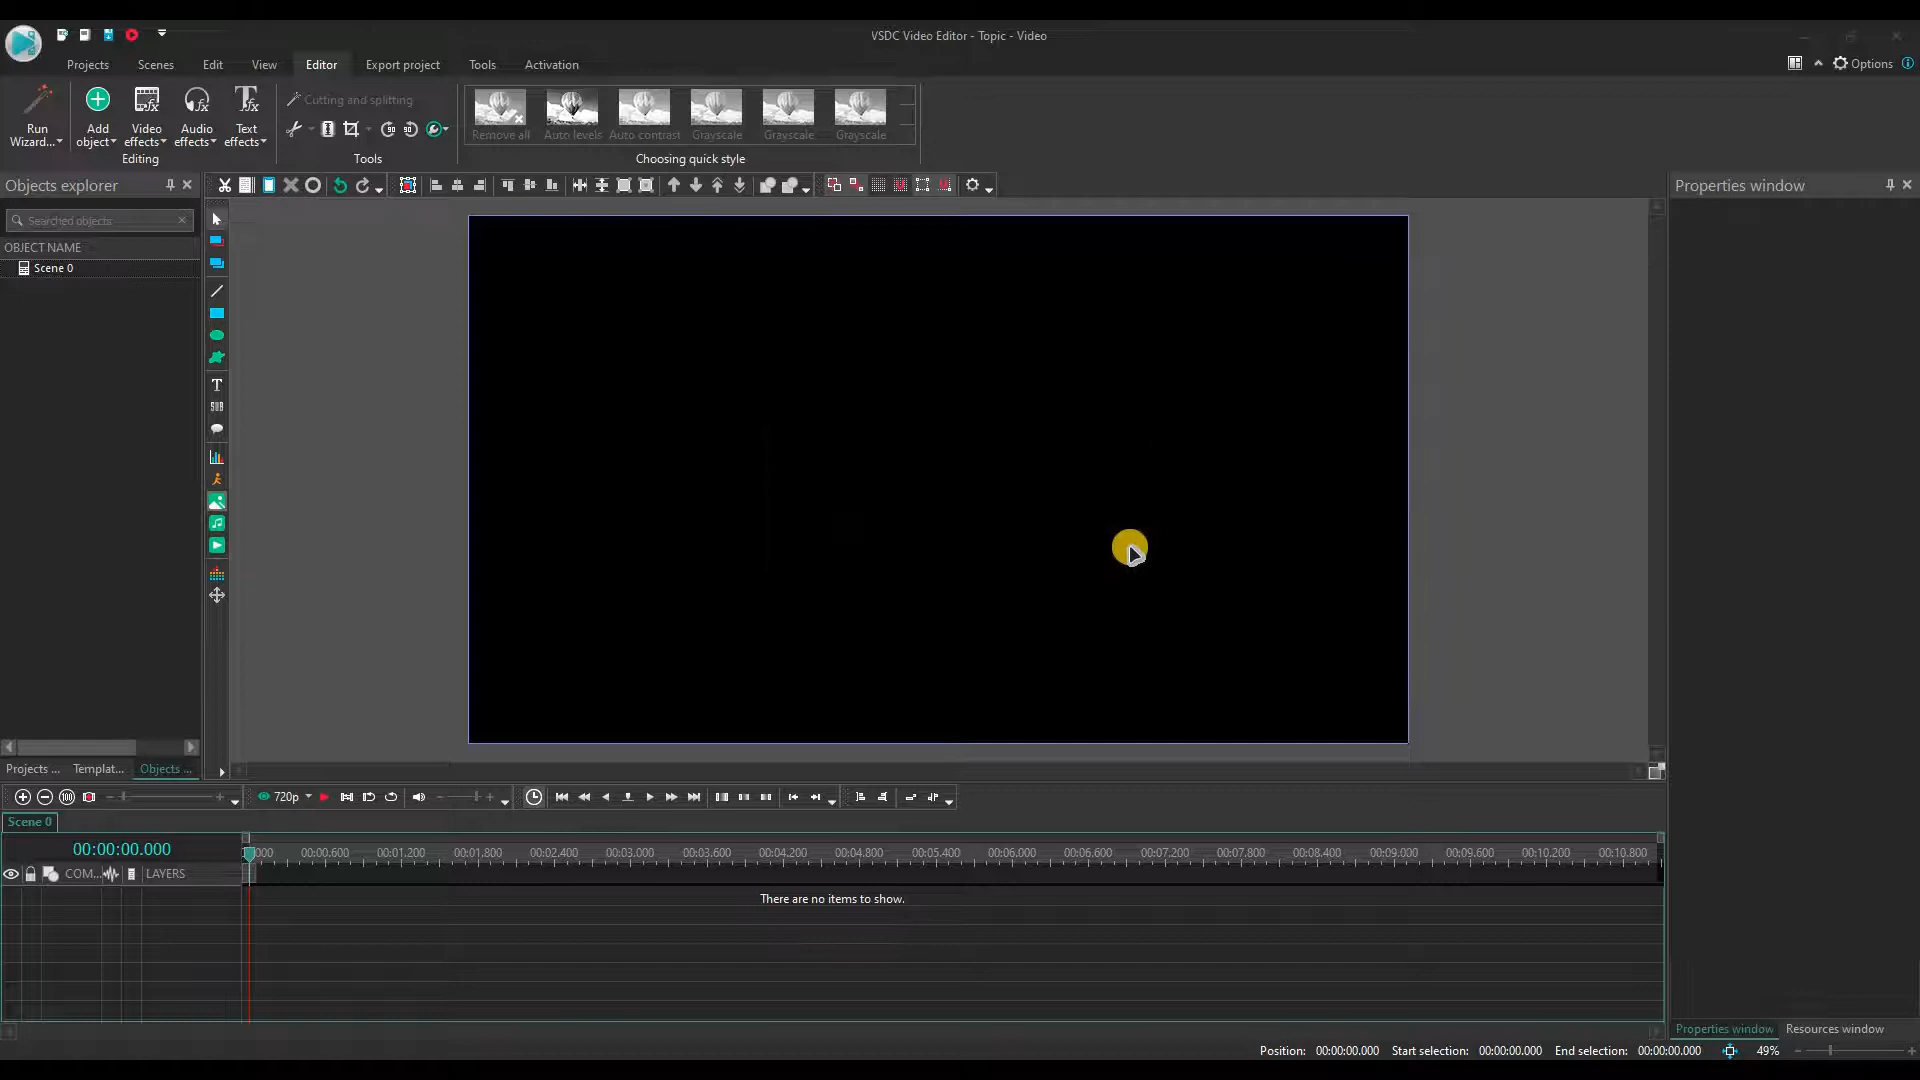 VSDC Video Editor - Topic - Video
Projects Scenes Edit View Editor Export project Tools Activation
Options
Run Wizard...
Add object
Video effects
Audio effects
Text effects
Editing
Cutting and splitting
Tools
Remove all Auto levels Auto contrast Grayscale Grayscale Grayscale
Choosing quick style
Objects explorer
Properties window
Searched objects
OBJECT NAME
Scene 0
T
SUB
Projects ... Templat... Objects ...
720p
Scene 0
00:00:00.000
000 00:00.600 00:01.200 00:01.800 00:02.400 00:03.000 00:03.600 00:04.200 00:04.800 00:05.400 00:06.000 00:06.600 00:07.200 00:07.800 00:08.400 00:09.000 00:09.600 00:10.200 00:10.800
COM... LAYERS
There are no items to show.
Properties window Resources window
Position: 00:00:00.000 Start selection: 00:00:00.000 End selection: 00:00:00.000 49%